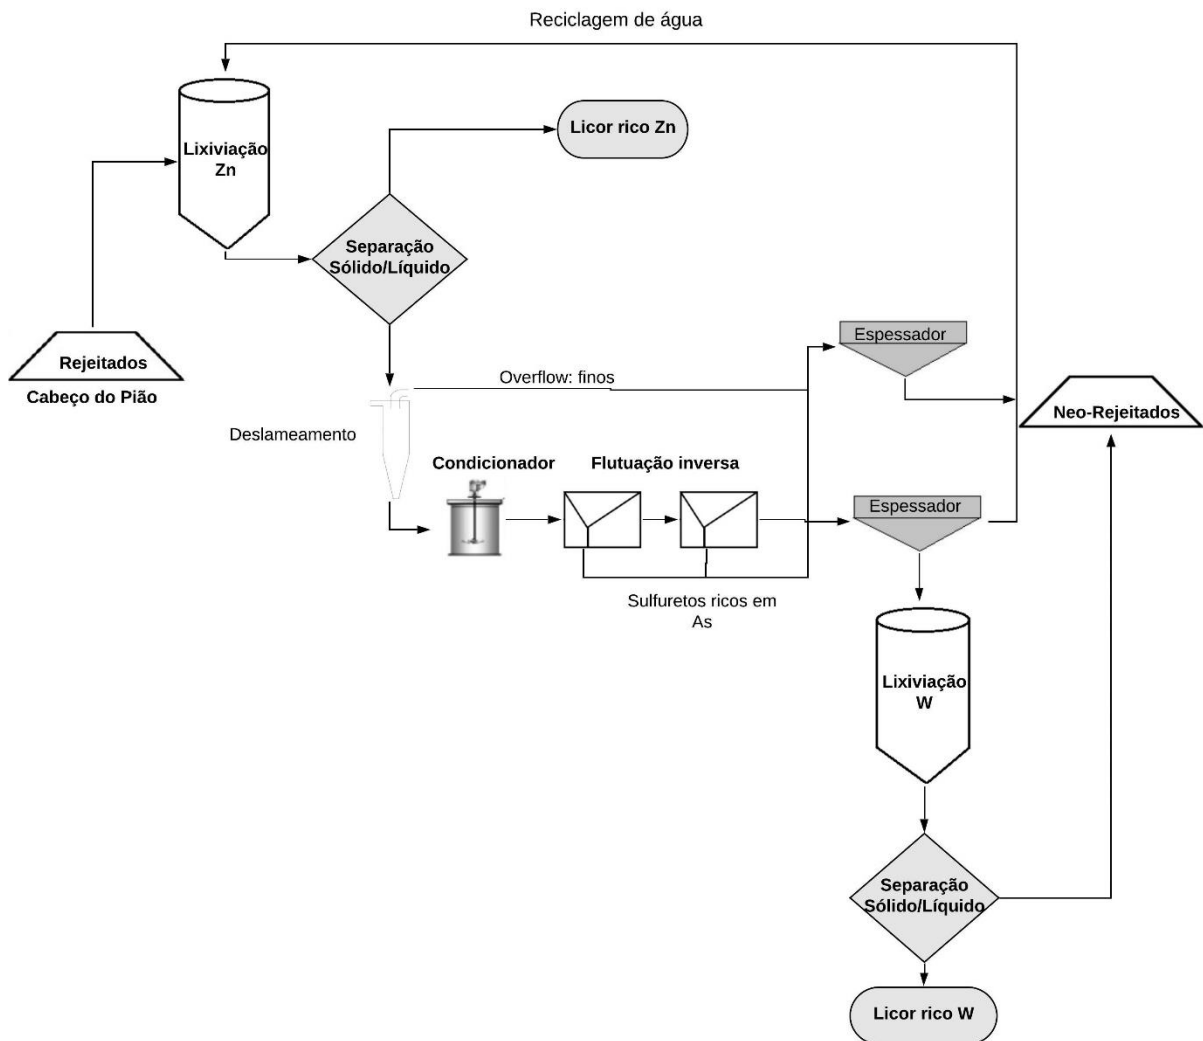 Reciclagem de água
Licor rico Zn
Lixiviação
Zn
Separação
Sólido/Líquido
Rejeitados
Cabeço do Pião
Espessador
Overflow: finos
Neo-Rejeitados
Deslameamento
Condicionador
Flutuação inversa
Espessador
Sulfuretos ricos em
As
Lixiviação
W
Separação
Sólido/Líquido
Licor rico W